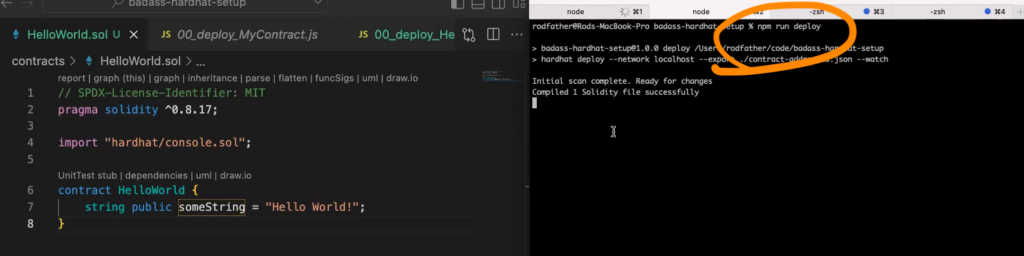 badass-hardhat-setup
HelloWorld.sol U
JS 00_deploy_MyContract.js
JS 00_deploy_He
contracts > HelloWorld.sol > ...
report | graph (this) | graph | inheritance | parse | flatten | funcSigs | uml | draw.io
1 // SPDX-License-Identifier: MIT
2 pragma solidity ^0.8.17;
3
4 import "hardhat/console.sol";
5
UnitTest stub | dependencies | uml | draw.io
6 contract HelloWorld {
7 string public someString = "Hello World!";
8 }
node ⌘1
node ⌘2
-zsh ⌘3
-zsh ⌘4
rodfather@Rods-MacBook-Pro badass-hardhat-setup % npm run deploy
> badass-hardhat-setup@1.0.0 deploy /Users/rodfather/code/badass-hardhat-setup
> hardhat deploy --network localhost --export ./contract- .json --watch
Initial scan complete. Ready for changes
Compiled 1 Solidity file successfully